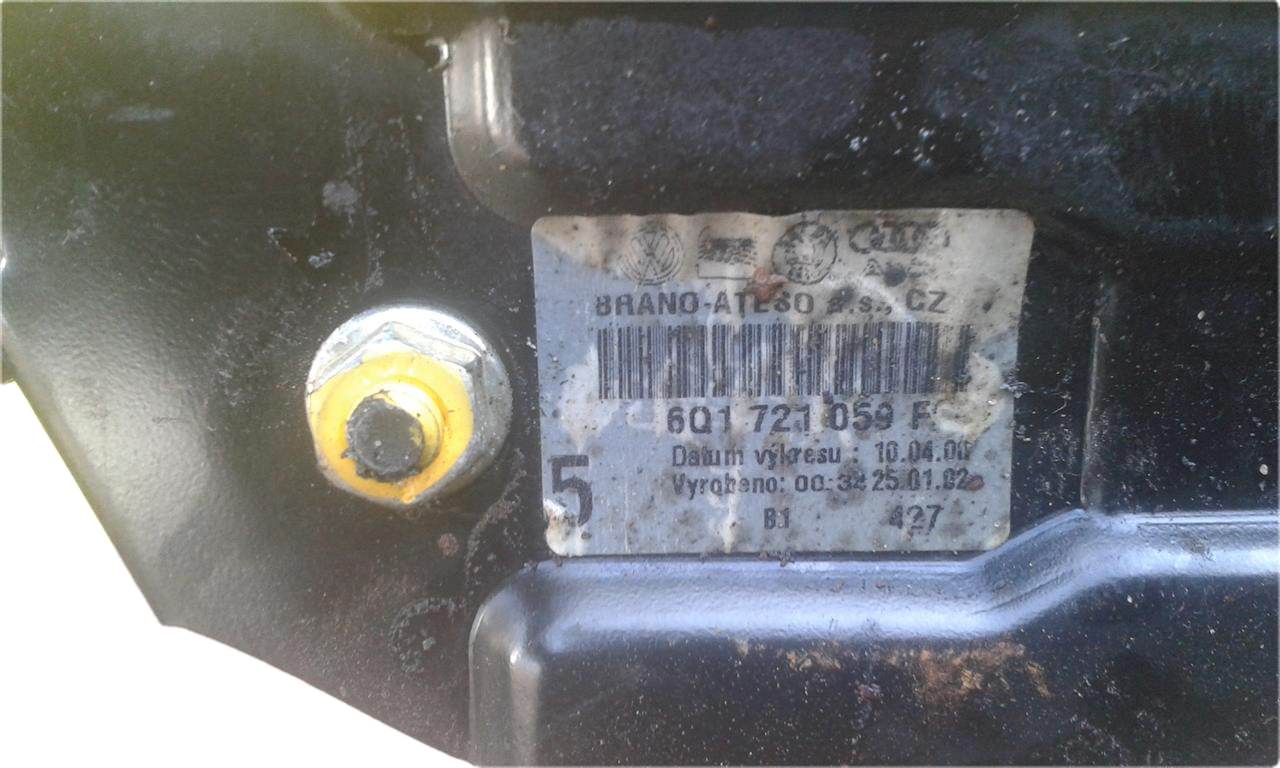 BRANO-ATESO a.s., CZ
6Q1 721 059 F
Datum výkresu : 10.04.00
Vyrobeno: 00:34 25.01.02
5
B1 427